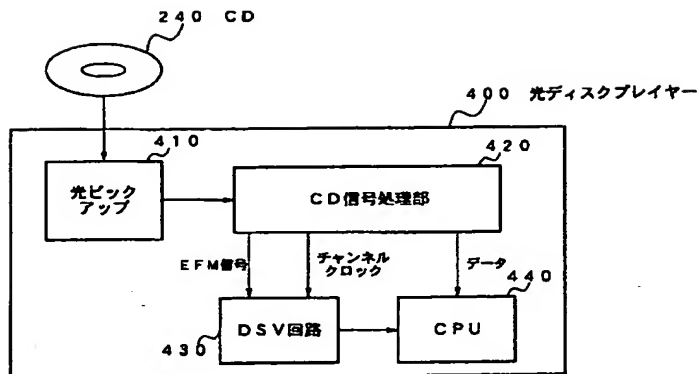 ２４０ ＣＤ
４００ 光ディスクプレイヤー
４１０
４２０
光ピック
アップ
ＣＤ信号処理部
ＥＦＭ信号
チャンネル
クロック
データ
４４０
ＤＳＶ回路
ＣＰＵ
４３０